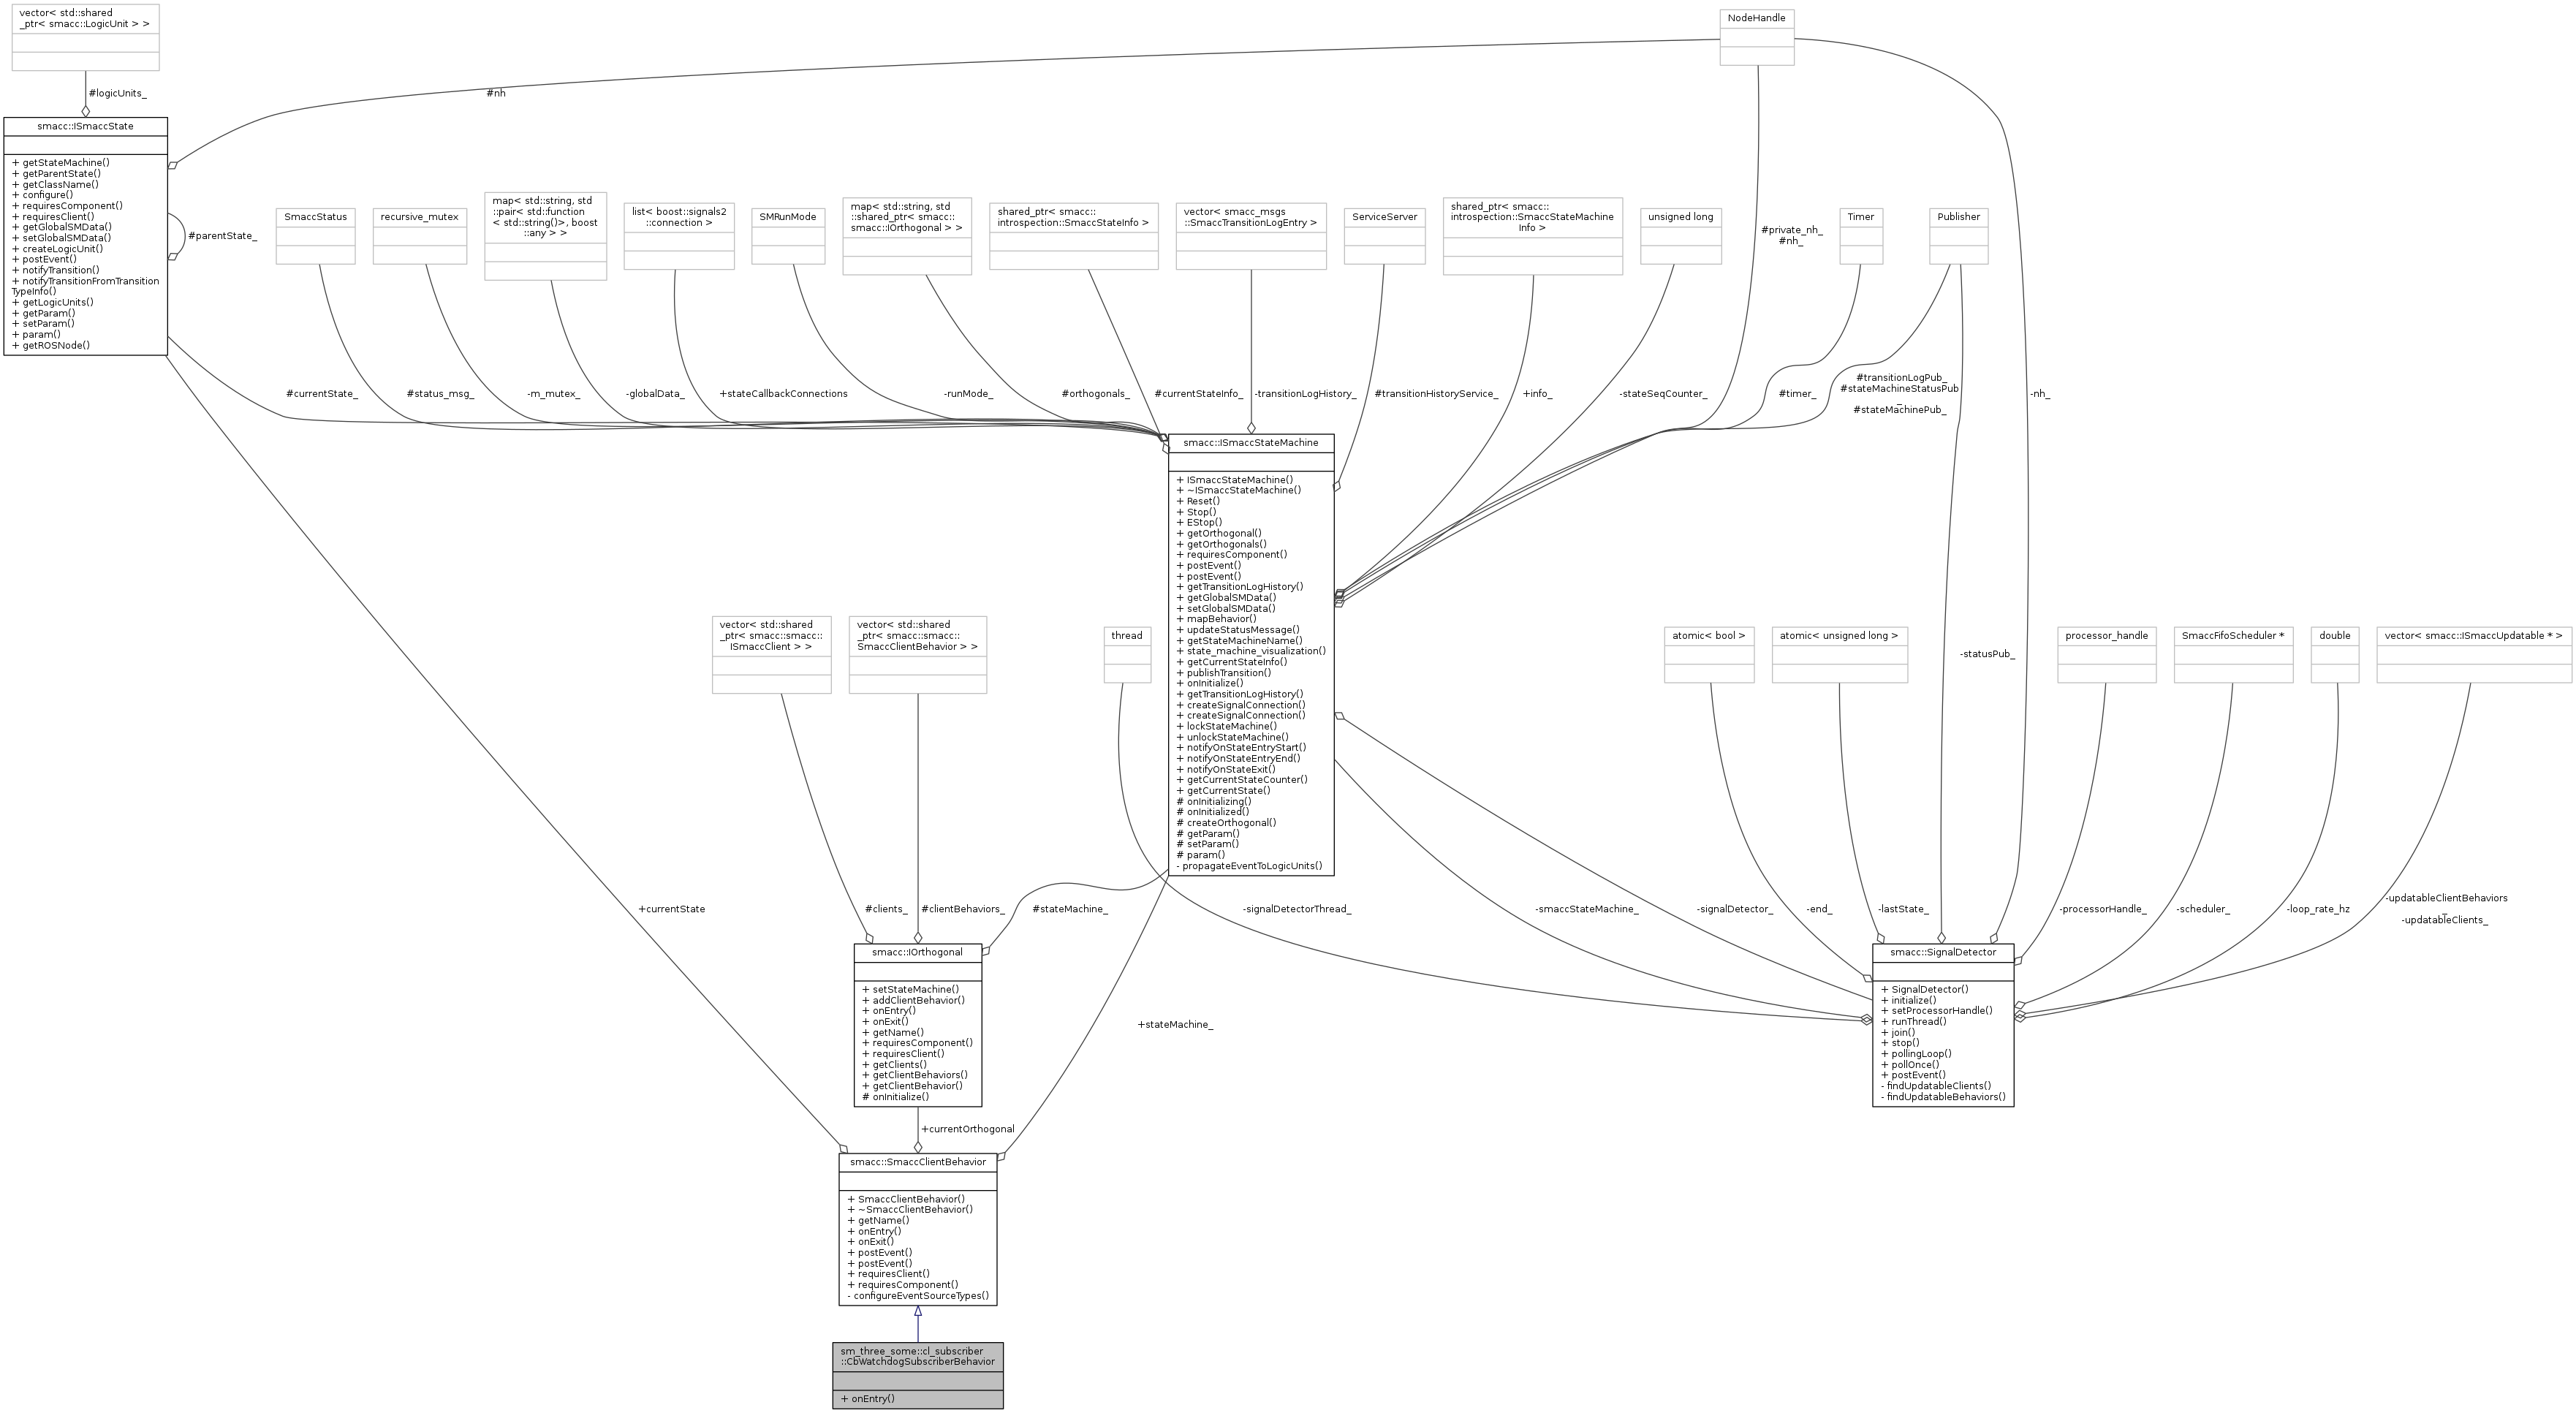 vector< std::shared
_ptr< smacc::LogicUnit > >
NodeHandle
#logicUnits_
#nh
smacc::ISmaccState
+ getStateMachine()
+ getParentState()
+ getClassName()
+ configure()
+ requiresComponent()
+ requiresClient()
+ getGlobalSMData()
+ setGlobalSMData()
+ createLogicUnit()
+ postEvent()
+ notifyTransition()
+ notifyTransitionFromTransition
TypeInfo()
+ getLogicUnits()
+ getParam()
+ setParam()
+ param()
+ getROSNode()
#parentState_
SmaccStatus
recursive_mutex
map< std::string, std
::pair< std::function
< std::string()>, boost
::any > >
list< boost::signals2
::connection >
SMRunMode
map< std::string, std
::shared_ptr< smacc::
smacc::IOrthogonal > >
shared_ptr< smacc::
introspection::SmaccStateInfo >
vector< smacc_msgs
::SmaccTransitionLogEntry >
ServiceServer
shared_ptr< smacc::
introspection::SmaccStateMachine
Info >
unsigned long
#private_nh_
#nh_
Timer
Publisher
#currentState_
#status_msg_
-m_mutex_
-globalData_
+stateCallbackConnections
-runMode_
#orthogonals_
#currentStateInfo_
-transitionLogHistory_
#transitionHistoryService_
+info_
-stateSeqCounter_
#timer_
#transitionLogPub_
#stateMachineStatusPub
_
#stateMachinePub_
-nh_
smacc::ISmaccStateMachine
+ ISmaccStateMachine()
+ ~ISmaccStateMachine()
+ Reset()
+ Stop()
+ EStop()
+ getOrthogonal()
+ getOrthogonals()
+ requiresComponent()
+ postEvent()
+ postEvent()
+ getTransitionLogHistory()
+ getGlobalSMData()
+ setGlobalSMData()
+ mapBehavior()
+ updateStatusMessage()
+ getStateMachineName()
+ state_machine_visualization()
+ getCurrentStateInfo()
+ publishTransition()
+ onInitialize()
+ getTransitionLogHistory()
+ createSignalConnection()
+ createSignalConnection()
+ lockStateMachine()
+ unlockStateMachine()
+ notifyOnStateEntryStart()
+ notifyOnStateEntryEnd()
+ notifyOnStateExit()
+ getCurrentStateCounter()
+ getCurrentState()
# onInitializing()
# onInitialized()
# createOrthogonal()
# getParam()
# setParam()
# param()
- propagateEventToLogicUnits()
vector< std::shared
_ptr< smacc::smacc::
ISmaccClient > >
vector< std::shared
_ptr< smacc::smacc::
SmaccClientBehavior > >
thread
atomic< bool >
atomic< unsigned long >
-statusPub_
processor_handle
SmaccFifoScheduler *
double
vector< smacc::ISmaccUpdatable * >
+currentState
#clients_
#clientBehaviors_
#stateMachine_
-signalDetectorThread_
-smaccStateMachine_
-signalDetector_
-end_
-lastState_
-processorHandle_
-scheduler_
-loop_rate_hz
-updatableClientBehaviors
_
-updatableClients_
smacc::IOrthogonal
+ setStateMachine()
+ addClientBehavior()
+ onEntry()
+ onExit()
+ getName()
+ requiresComponent()
+ requiresClient()
+ getClients()
+ getClientBehaviors()
+ getClientBehavior()
# onInitialize()
smacc::SignalDetector
+ SignalDetector()
+ initialize()
+ setProcessorHandle()
+ runThread()
+ join()
+ stop()
+ pollingLoop()
+ pollOnce()
+ postEvent()
- findUpdatableClients()
- findUpdatableBehaviors()
+stateMachine_
+currentOrthogonal
smacc::SmaccClientBehavior
+ SmaccClientBehavior()
+ ~SmaccClientBehavior()
+ getName()
+ onEntry()
+ onExit()
+ postEvent()
+ postEvent()
+ requiresClient()
+ requiresComponent()
- configureEventSourceTypes()
sm_three_some::cl_subscriber
::CbWatchdogSubscriberBehavior
+ onEntry()